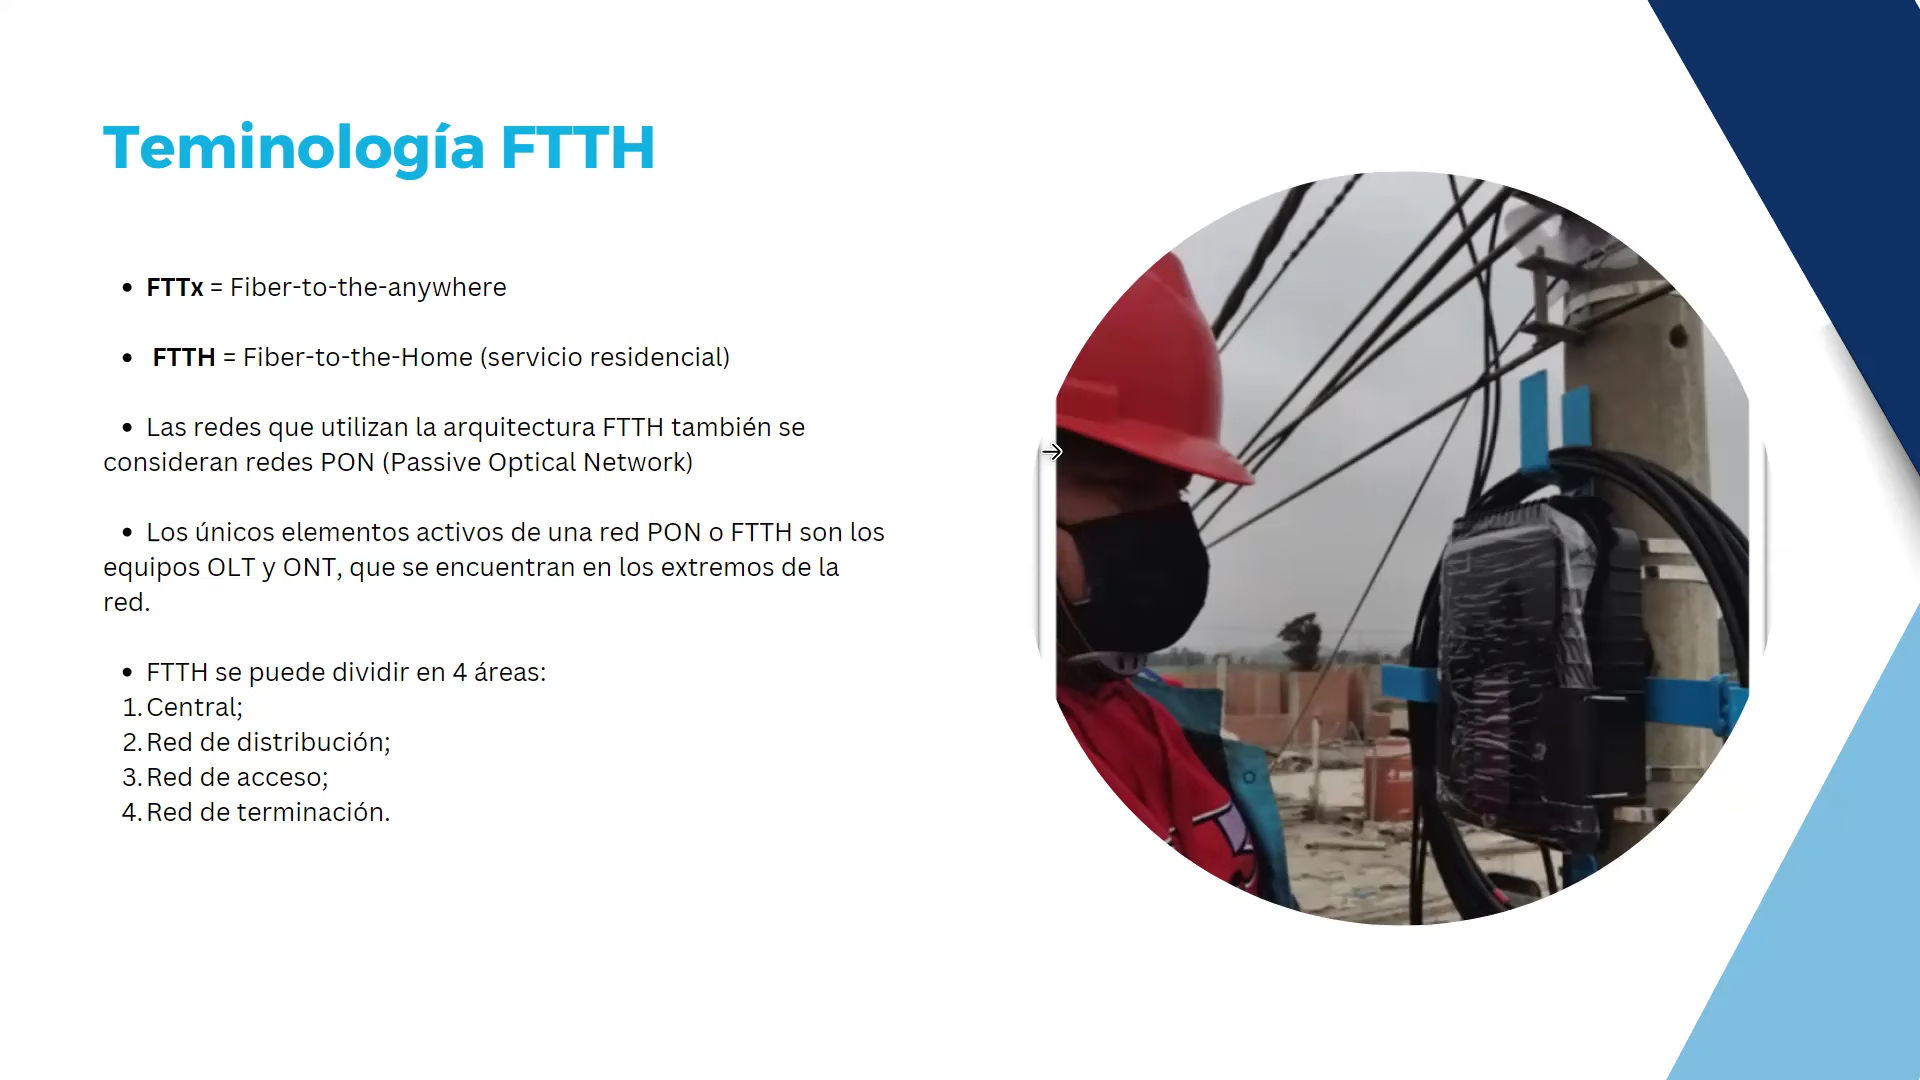 Teminología FTTH
• FTTx = Fiber-to-the-anywhere
• FTTH = Fiber-to-the-Home (servicio residencial)
• Las redes que utilizan la arquitectura FTTH también se
consideran redes PON (Passive Optical Network)
• Los únicos elementos activos de una red PON o FTTH son los
equipos OLT y ONT, que se encuentran en los extremos de la
red.
• FTTH se puede dividir en 4 áreas:
1. Central;
2. Red de distribución;
3. Red de acceso;
4. Red de terminación.